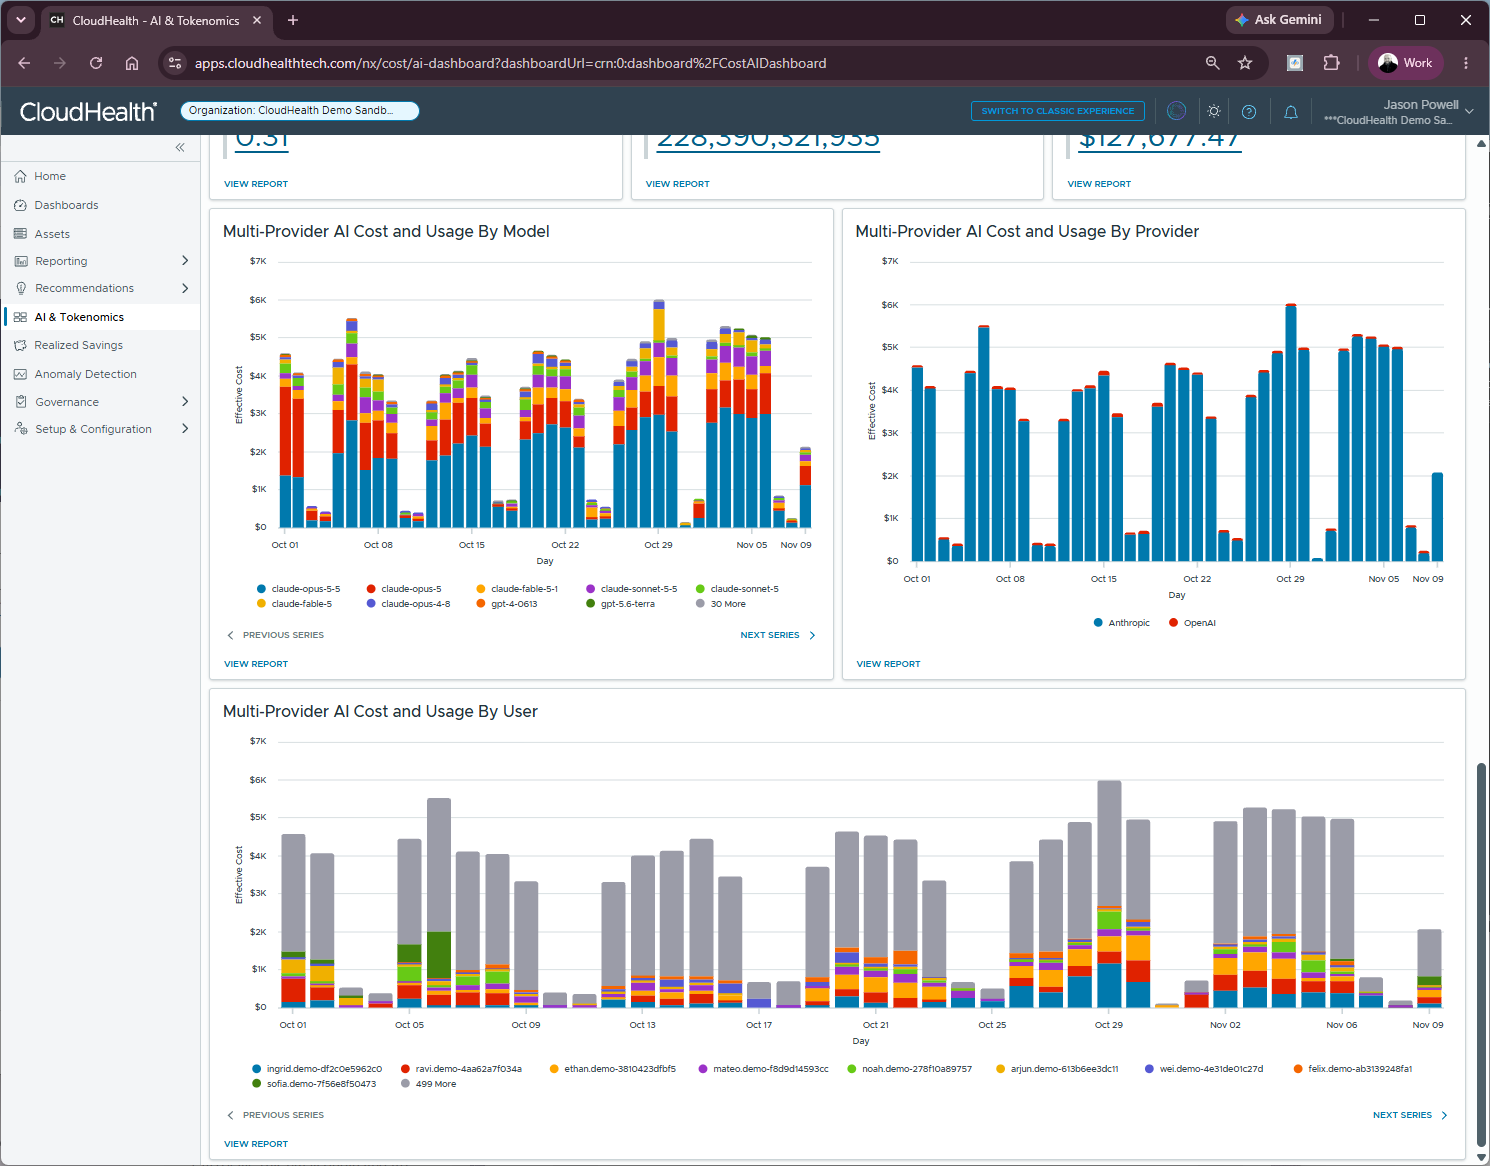 CH CloudHealth - AI & Tokenomics
Ask Gemini
apps.cloudhealthtech.com/nx/cost/ai-dashboard?dashboardUrl=crn:0:dashboard%2FCostAIDashboard
Work
CloudHealth
Organization: CloudHealth Demo Sandb...
SWITCH TO CLASSIC EXPERIENCE
Jason Powell
***CloudHealth Demo Sa...
Home
Dashboards
Assets
Reporting
Recommendations
AI & Tokenomics
Realized Savings
Anomaly Detection
Governance
Setup & Configuration
0.31
228,390,321,935
$127,677.47
VIEW REPORT
VIEW REPORT
VIEW REPORT
Multi-Provider AI Cost and Usage By Model
$7K
$6K
$5K
$4K
$3K
$2K
$1K
$0
Effective Cost
Oct 01 Oct 08 Oct 15 Oct 22 Oct 29 Nov 05 Nov 09
Day
claude-opus-5-5 claude-opus-5 claude-fable-5-1 claude-sonnet-5-5 claude-sonnet-5
claude-fable-5 claude-opus-4-8 gpt-4-0613 gpt-5.6-terra 30 More
PREVIOUS SERIES
NEXT SERIES
VIEW REPORT
Multi-Provider AI Cost and Usage By Provider
$7K
$6K
$5K
$4K
$3K
$2K
$1K
$0
Effective Cost
Oct 01 Oct 08 Oct 15 Oct 22 Oct 29 Nov 05 Nov 09
Day
Anthropic OpenAI
VIEW REPORT
Multi-Provider AI Cost and Usage By User
$7K
$6K
$5K
$4K
$3K
$2K
$1K
$0
Effective Cost
Oct 01 Oct 05 Oct 09 Oct 13 Oct 17 Oct 21 Oct 25 Oct 29 Nov 02 Nov 06 Nov 09
Day
ingrid.demo-df2c0e5962c0 ravi.demo-4aa62a7f034a ethan.demo-3810423dfbf5 mateo.demo-f8d9d14593cc noah.demo-278f10a89757 arjun.demo-613b6ee3dc11 wei.demo-4e31de01c27d felix.demo-ab3139248fa1
sofia.demo-7f56e8f50473 499 More
PREVIOUS SERIES
NEXT SERIES
VIEW REPORT